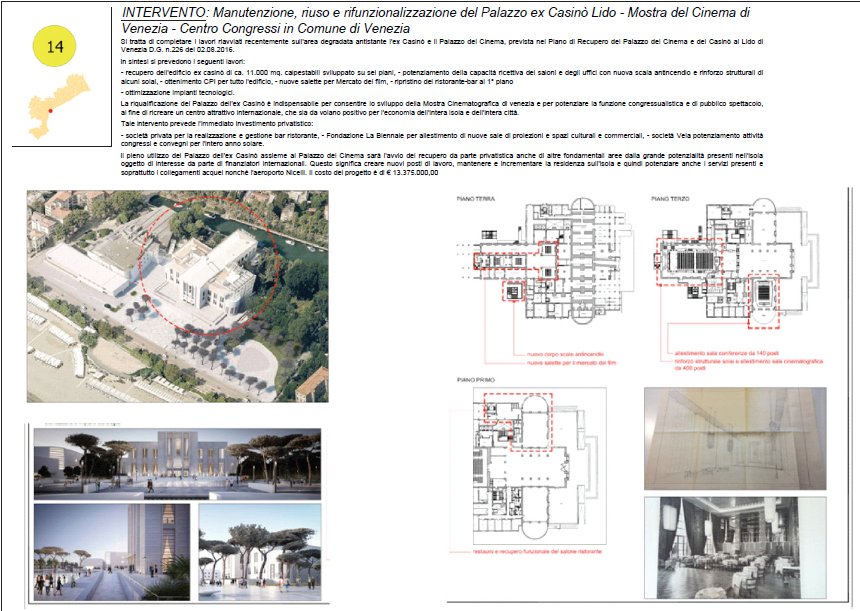 14
INTERVENTO: Manutenzione, riuso e rifunzionalizzazione del Palazzo ex Casinò Lido - Mostra del Cinema di
Venezia - Centro Congressi in Comune di Venezia
Si tratta di completare i lavori riavviati recentemente sull'area degradata antistante l'ex Casinò e il Palazzo del Cinema, prevista nel Piano di Recupero del Palazzo del Cinema e del Casinò al Lido di
Venezia D.G. n.226 del 02.08.2016.
In sintesi si prevedono i seguenti lavori:
- recupero dell'edificio ex casinò di ca. 11.000 mq. calpestabili sviluppato su sei piani, - potenziamento della capacità ricettiva dei saloni e degli uffici con nuova scala antincendio e rinforzo strutturali di
alcuni solai, - ottenimento CPI per tutto l'edificio, - nuove salette per Mercato del film, - ripristino del ristorante-bar al 1° piano
- ottimizzazione impianti tecnologici.
La riqualificazione del Palazzo dell'ex Casinò è indispensabile per consentire lo sviluppo della Mostra Cinematografica di venezia e per potenziare la funzione congressualistica e di pubblico spettacolo,
al fine di ricreare un centro attrattivo internazionale, che sia da volano positivo per l'economia dell'intera isola e dell'intera città.
Tale intervento prevede l'immediato investimento privatistico:
- società privata per la realizzazione e gestione bar ristorante, - Fondazione La Biennale per allestimento di nuove sale di proiezioni e spazi culturali e commerciali, - società Vela potenziamento attività
congressi e convegni per l'intero anno solare.
Il pieno utilizzo del Palazzo dell'ex Casinò assieme al Palazzo del Cinema sarà l'avvio del recupero da parte privatistica anche di altre fondamentali aree dalla grande potenzialità presenti nell'isola
oggetto di interesse da parte di finanziatori internazionali. Questo significa creare nuovi posti di lavoro, mantenere e incrementare la residenza sull'isola e quindi potenziare anche i servizi presenti e
soprattutto i collegamenti acquei nonché l'aeroporto Nicelli. Il costo del progetto è di € 13.375.000,00
PIANO TERRA
PIANO TERZO
nuovo corpo scale antincendio
nuove salette per il mercato del film
allestimento sala conferenze da 140 posti
rinforzo strutturale solai e allestimento sala cinematografica
da 400 posti
PIANO PRIMO
restauro e recupero funzionale del salone ristorante